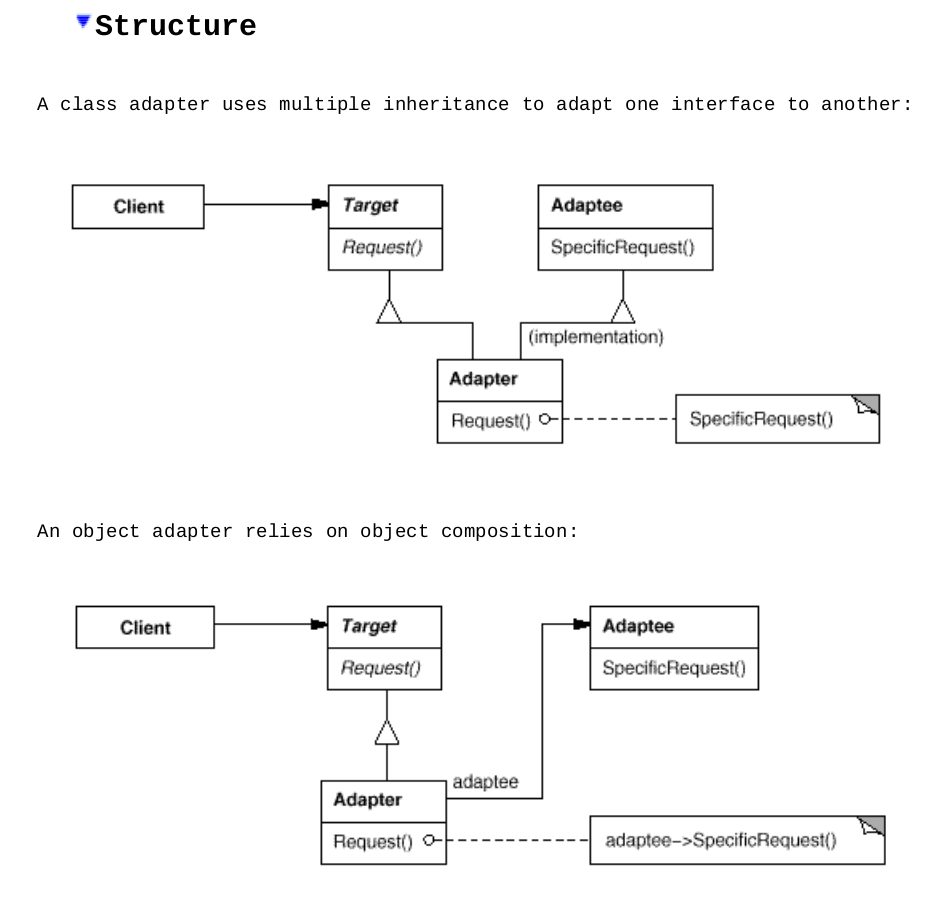 Structure
A class adapter uses multiple inheritance to adapt one interface to another:
Client
Target
Request()
Adaptee
SpecificRequest()
(implementation)
Adapter
Request()
SpecificRequest()
An object adapter relies on object composition:
Client
Target
Request()
Adaptee
SpecificRequest()
adaptee
Adapter
Request()
adaptee->SpecificRequest()